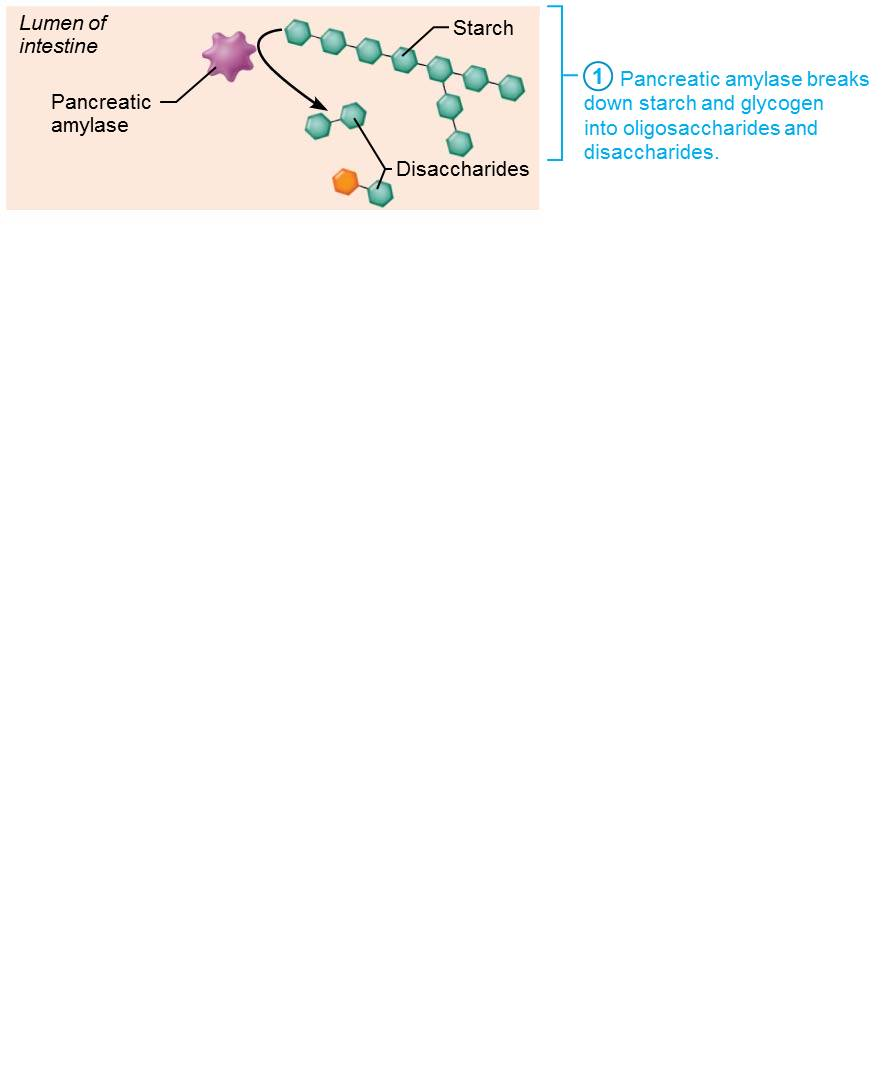 Lumen of
intestine
Starch
Pancreatic
amylase
Disaccharides
1 Pancreatic amylase breaks
down starch and glycogen
into oligosaccharides and
disaccharides.